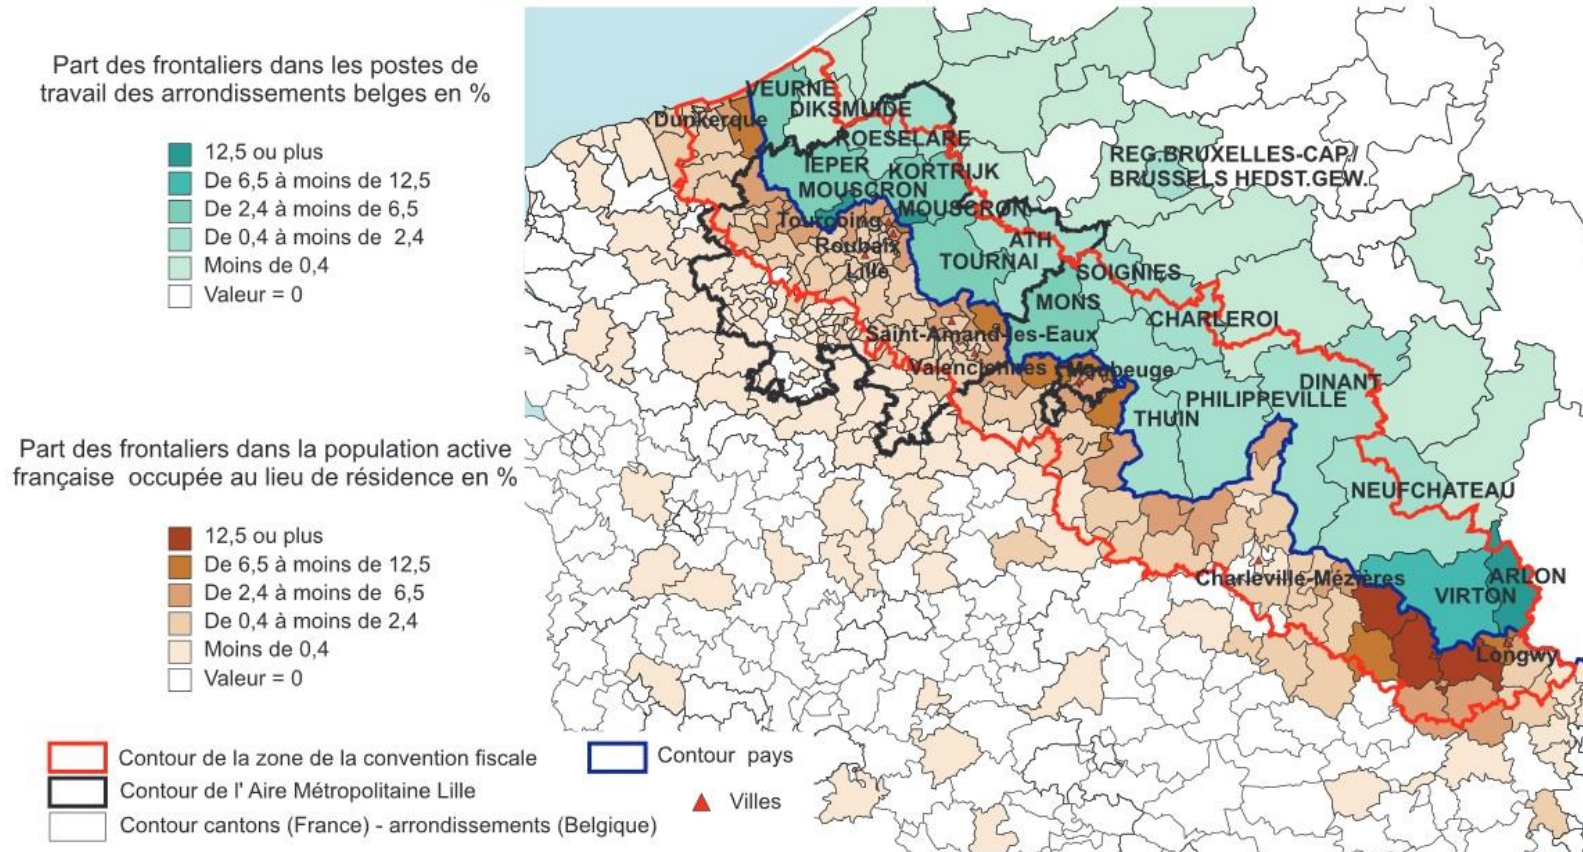 Part des frontaliers dans les postes de
travail des arrondissements belges en %
12,5 ou plus
De 6,5 à moins de 12,5
De 2,4 à moins de 6,5
De 0,4 à moins de 2,4
Moins de 0,4
Valeur = 0
Part des frontaliers dans la population active
française occupée au lieu de résidence en %
12,5 ou plus
De 6,5 à moins de 12,5
De 2,4 à moins de 6,5
De 0,4 à moins de 2,4
Moins de 0,4
Valeur = 0
Contour de la zone de la convention fiscale
Contour de l' Aire Métropolitaine Lille
Contour cantons (France) - arrondissements (Belgique)
Contour pays
Villes
VEURNE
DIKSMUIDE
Dunkerque
ROESELARE
IEPER
KORTRIJK
MOUSCRON
MOUSCRON
Tourcoing
Roubaix
Lille
REG.BRUXELLES-CAP./
BRUSSELS HFDST.GEW.
ATH
TOURNAI
SOIGNIES
MONS
CHARLEROI
Saint-Amand-les-Eaux
Valenciennes
Maubeuge
DINANT
PHILIPPEVILLE
THUIN
NEUFCHATEAU
Charleville-Mézières
ARLON
VIRTON
Longwy